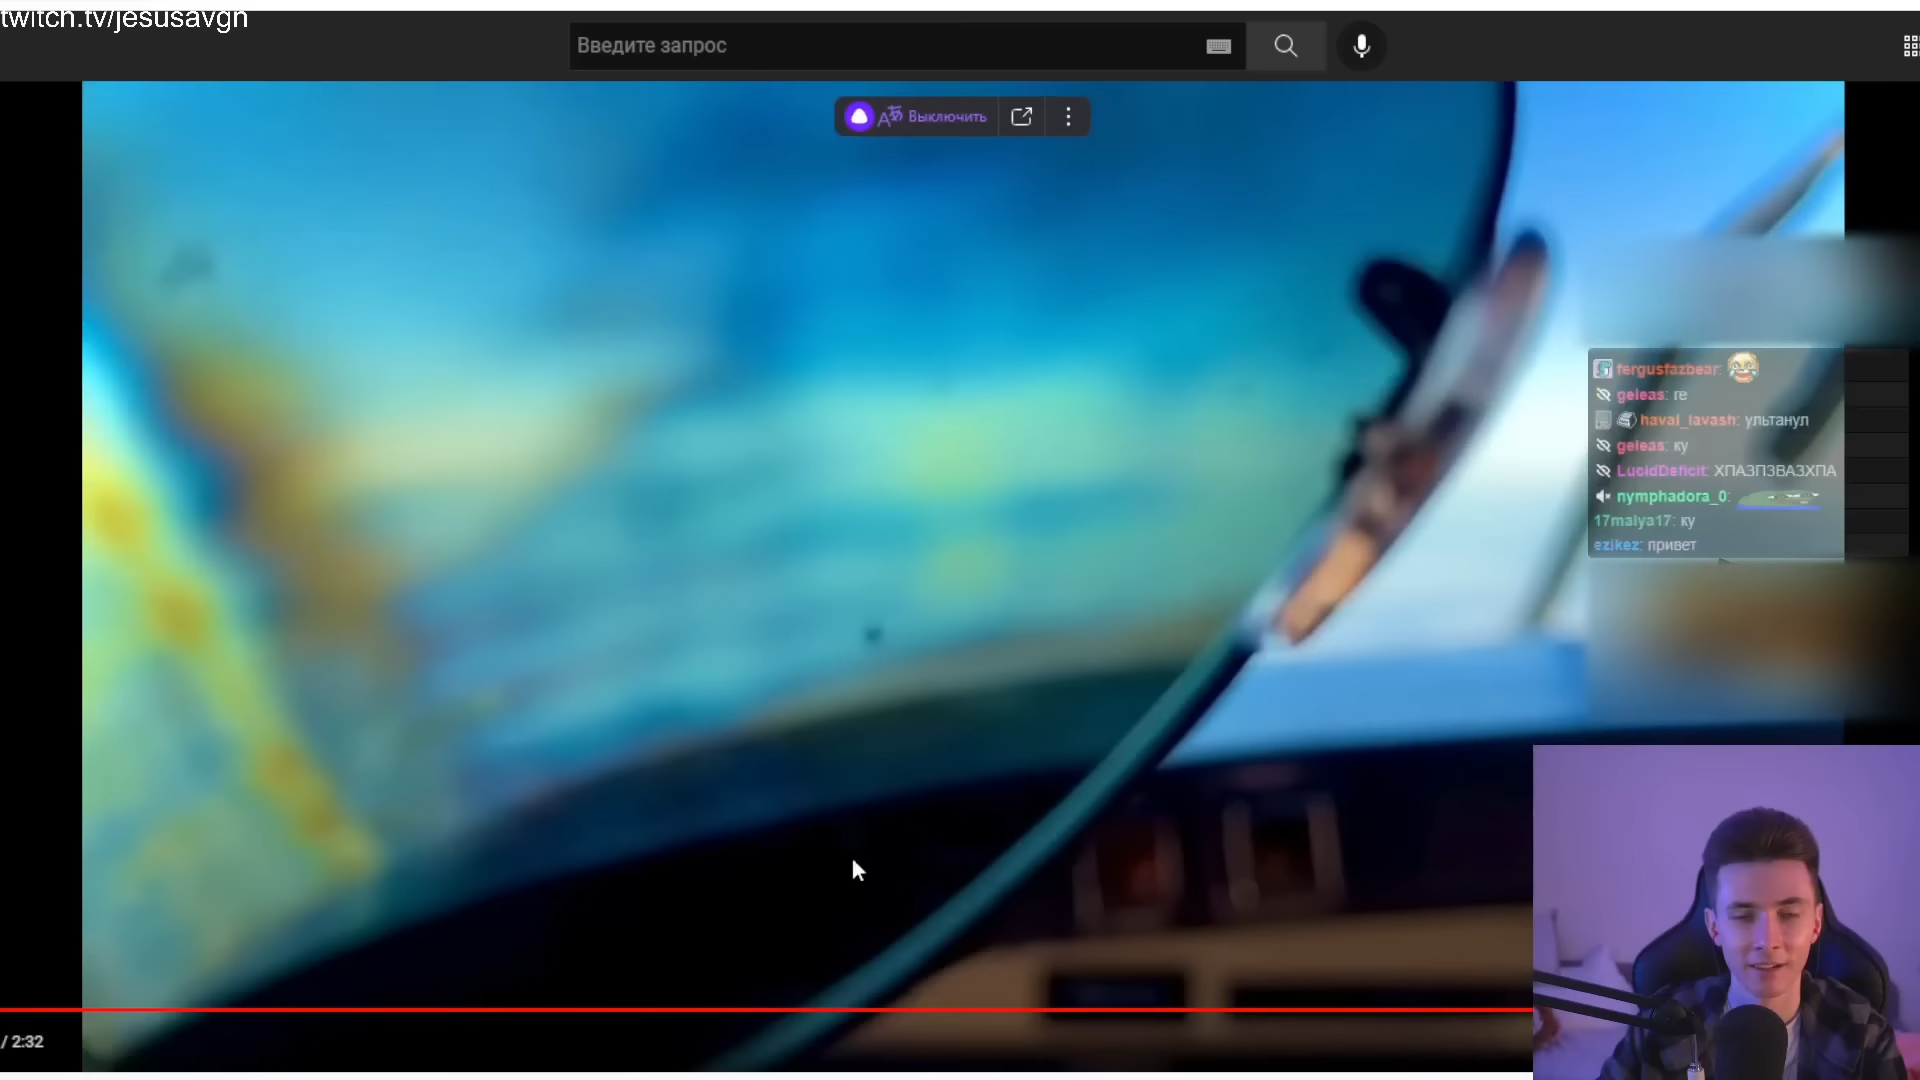 twitch.tv/jesusavgn
Введите запрос
Выключить
fergusfazbear:
geleas: ге
haval_lavash: ультанул
geleas: ку
LucidDeficit: ХПАЗПЗВАЗХПА
nymphadora_0:
17malya17: ку
ezikez: привет
/ 2:32